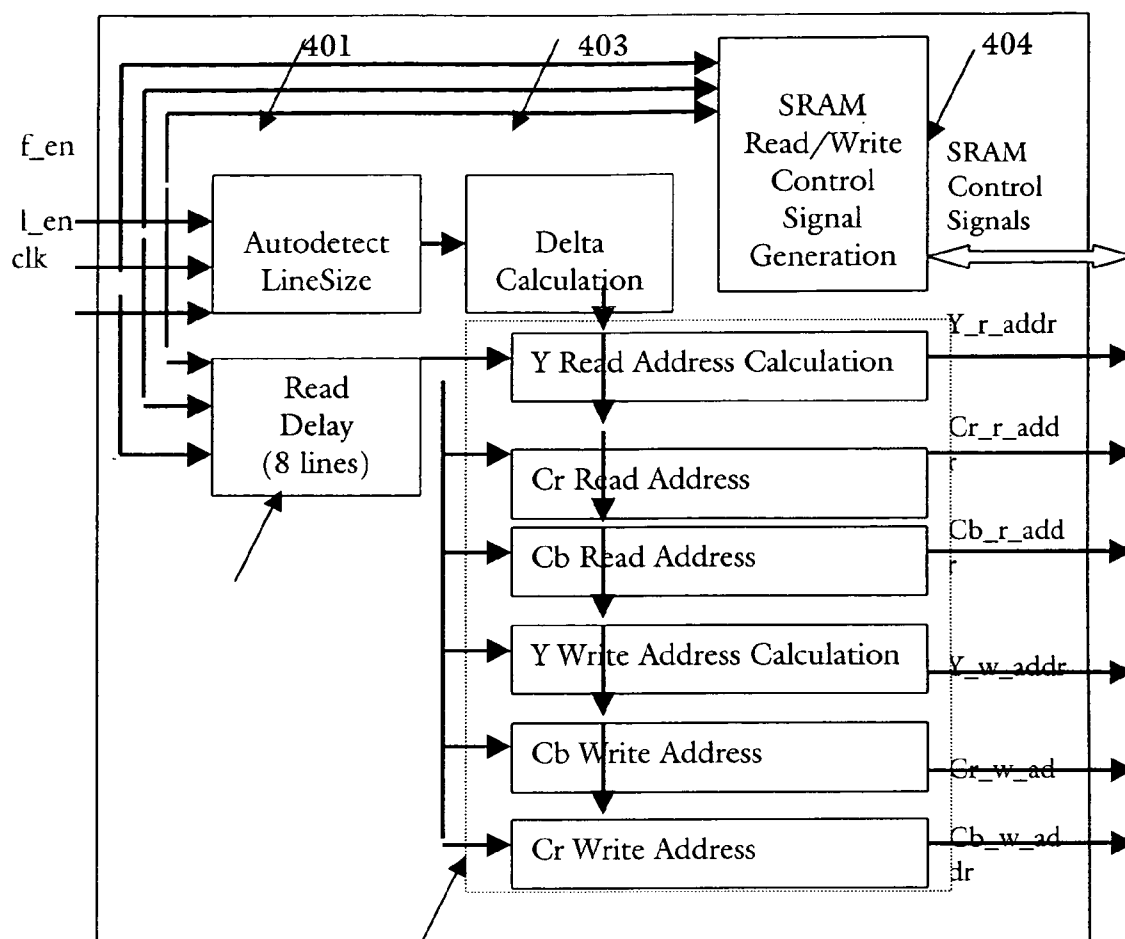 401
403
404
SRAM
Read/Write
Control
Signal
Generation
SRAM
Control
Signals
f_en
l_en
clk
Autodetect
LineSize
Delta
Calculation
Read
Delay
(8 lines)
Y Read Address Calculation
Y_r_addr
Cr Read Address
Cr_r_add
r
Cb Read Address
Cb_r_add
r
Y Write Address Calculation
Y_w_addr
Cb Write Address
Cr_w_ad
Cr Write Address
Cb_w_ad
dr